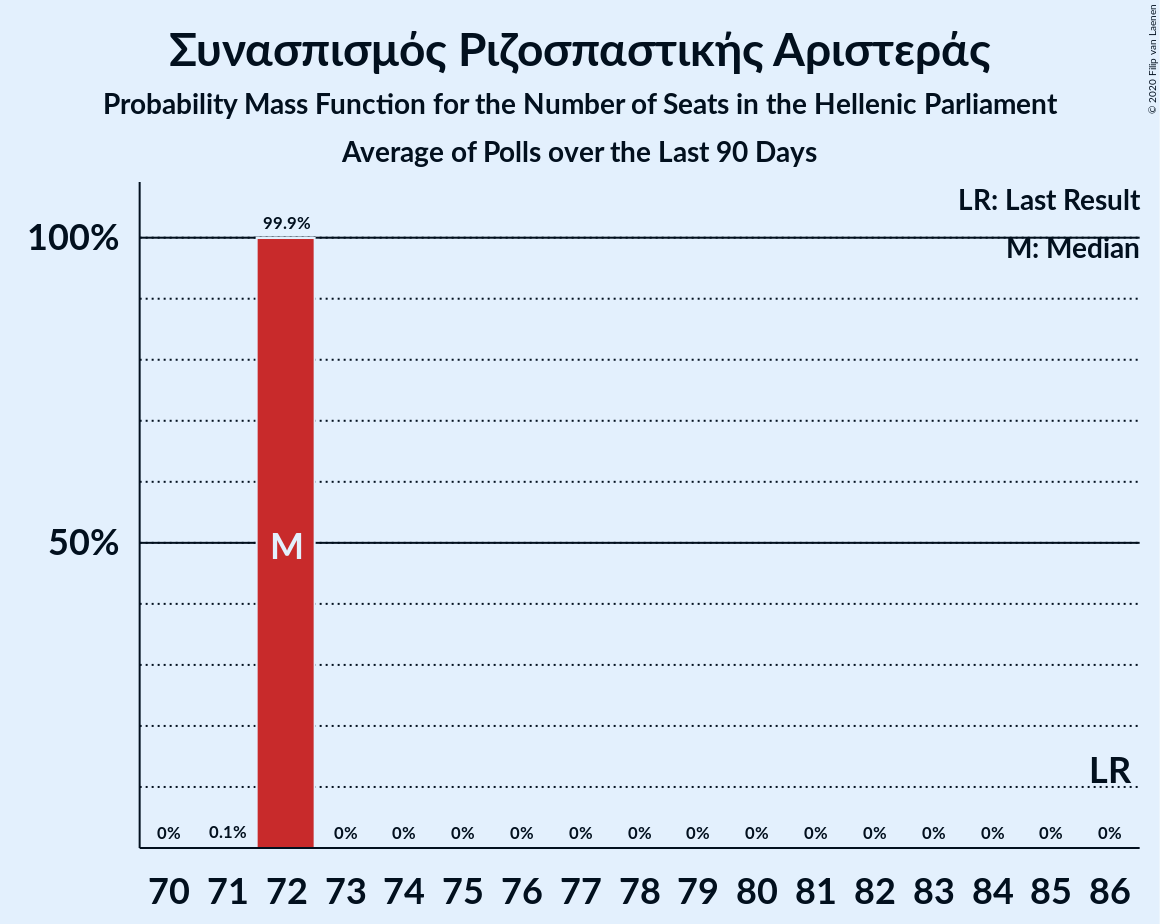 Συνασπισμός Ριζοσπαστικής Αριστεράς
Probability Mass Function for the Number of Seats in the Hellenic Parliament
Average of Polls over the Last 90 Days
© 2020 Filip van Laenen
LR: Last Result
M: Median
99.9%
100%
50%
M
LR
0% 0.1% 0% 0% 0% 0% 0% 0% 0% 0% 0% 0% 0% 0% 0% 0%
70 71 72 73 74 75 76 77 78 79 80 81 82 83 84 85 86